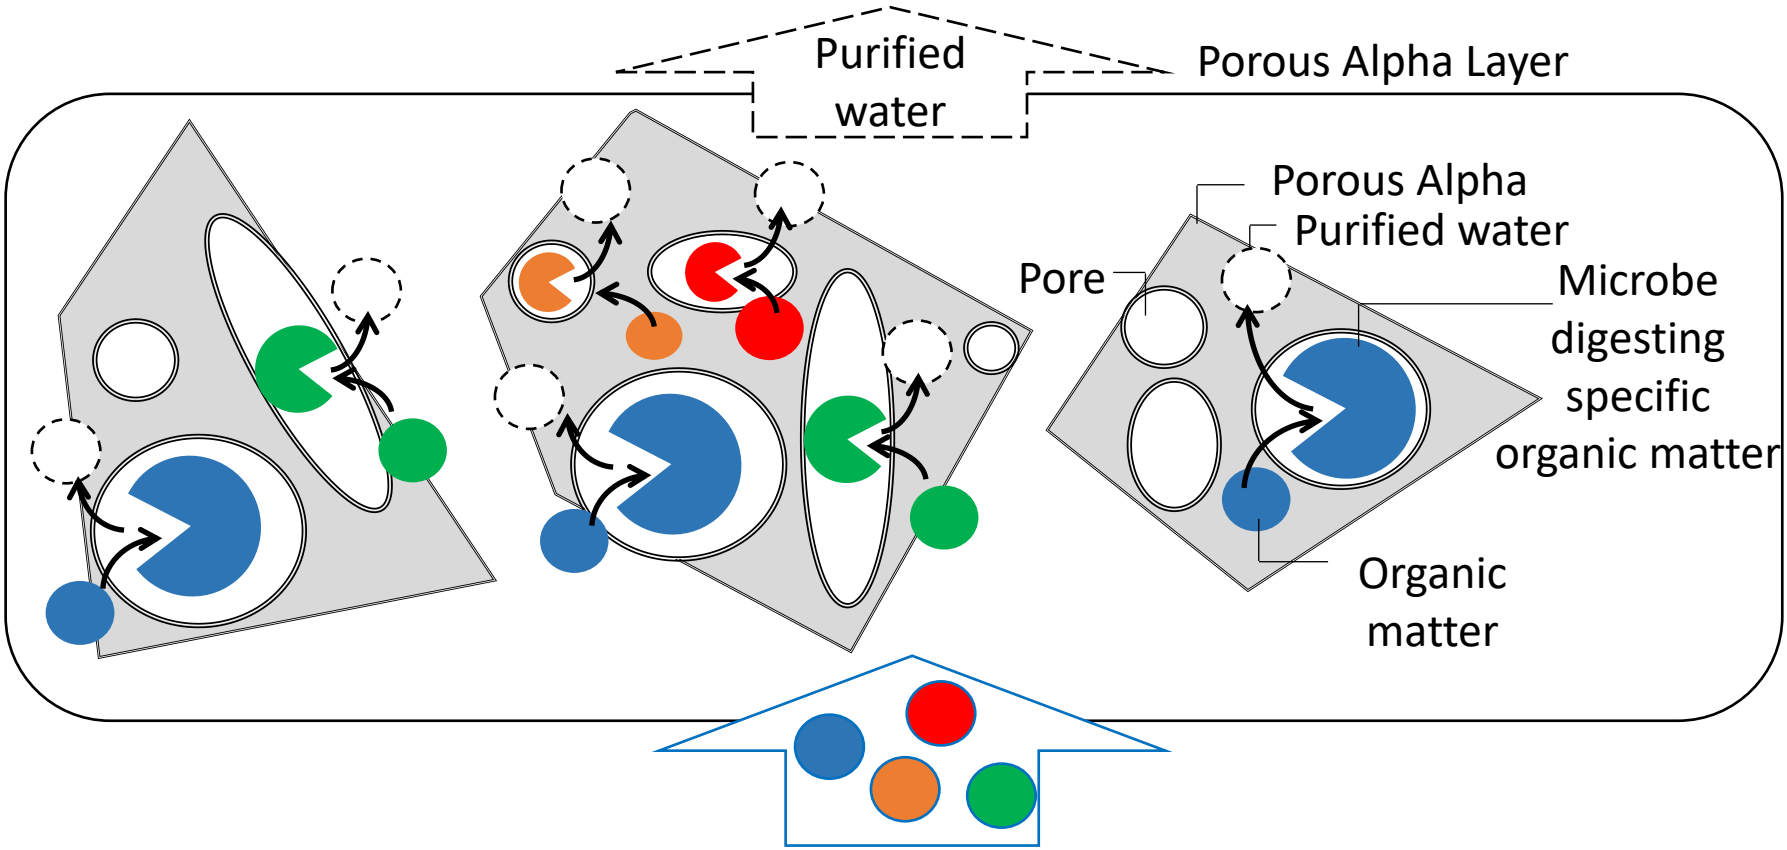 Purified
water
Porous Alpha Layer
Porous Alpha
Purified water
Pore
Microbe
digesting
specific
organic matter
Organic
matter